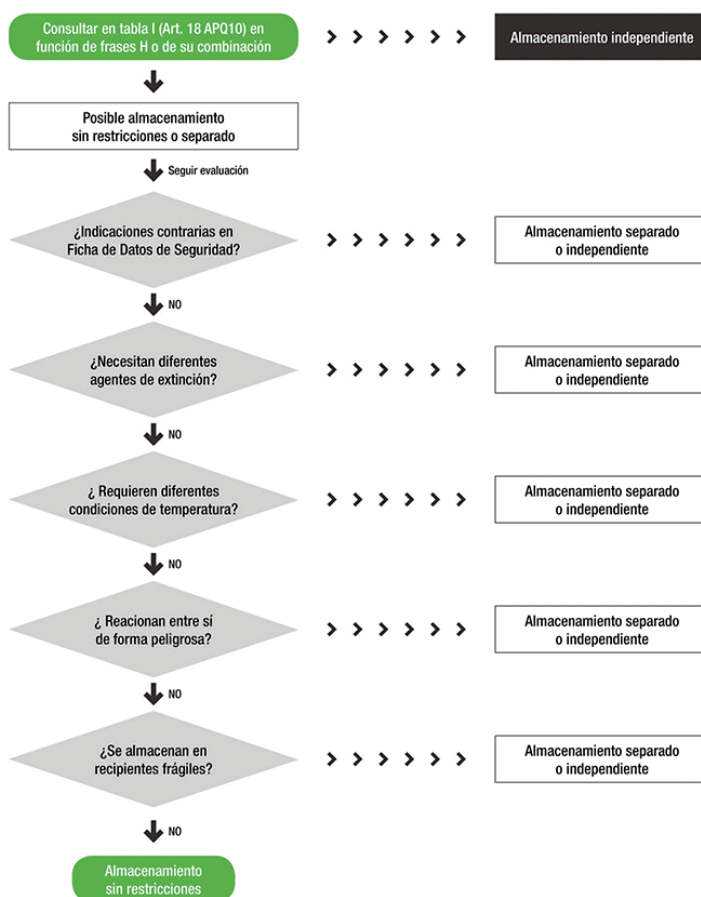 Consultar en tabla I (Art. 18 APQ10) en
función de frases H o de su combinación
Almacenamiento independiente
Posible almacenamiento
sin restricciones o separado
Seguir evaluación
¿Indicaciones contrarias en
Ficha de Datos de Seguridad?
Almacenamiento separado
o independiente
NO
¿Necesitan diferentes
agentes de extinción?
Almacenamiento separado
o independiente
NO
¿ Requieren diferentes
condiciones de temperatura?
Almacenamiento separado
o independiente
NO
¿ Reacionan entre sí
de forma peligrosa?
Almacenamiento separado
o independiente
NO
¿Se almacenan en
recipientes frágiles?
Almacenamiento separado
o independiente
NO
Almacenamiento
sin restricciones